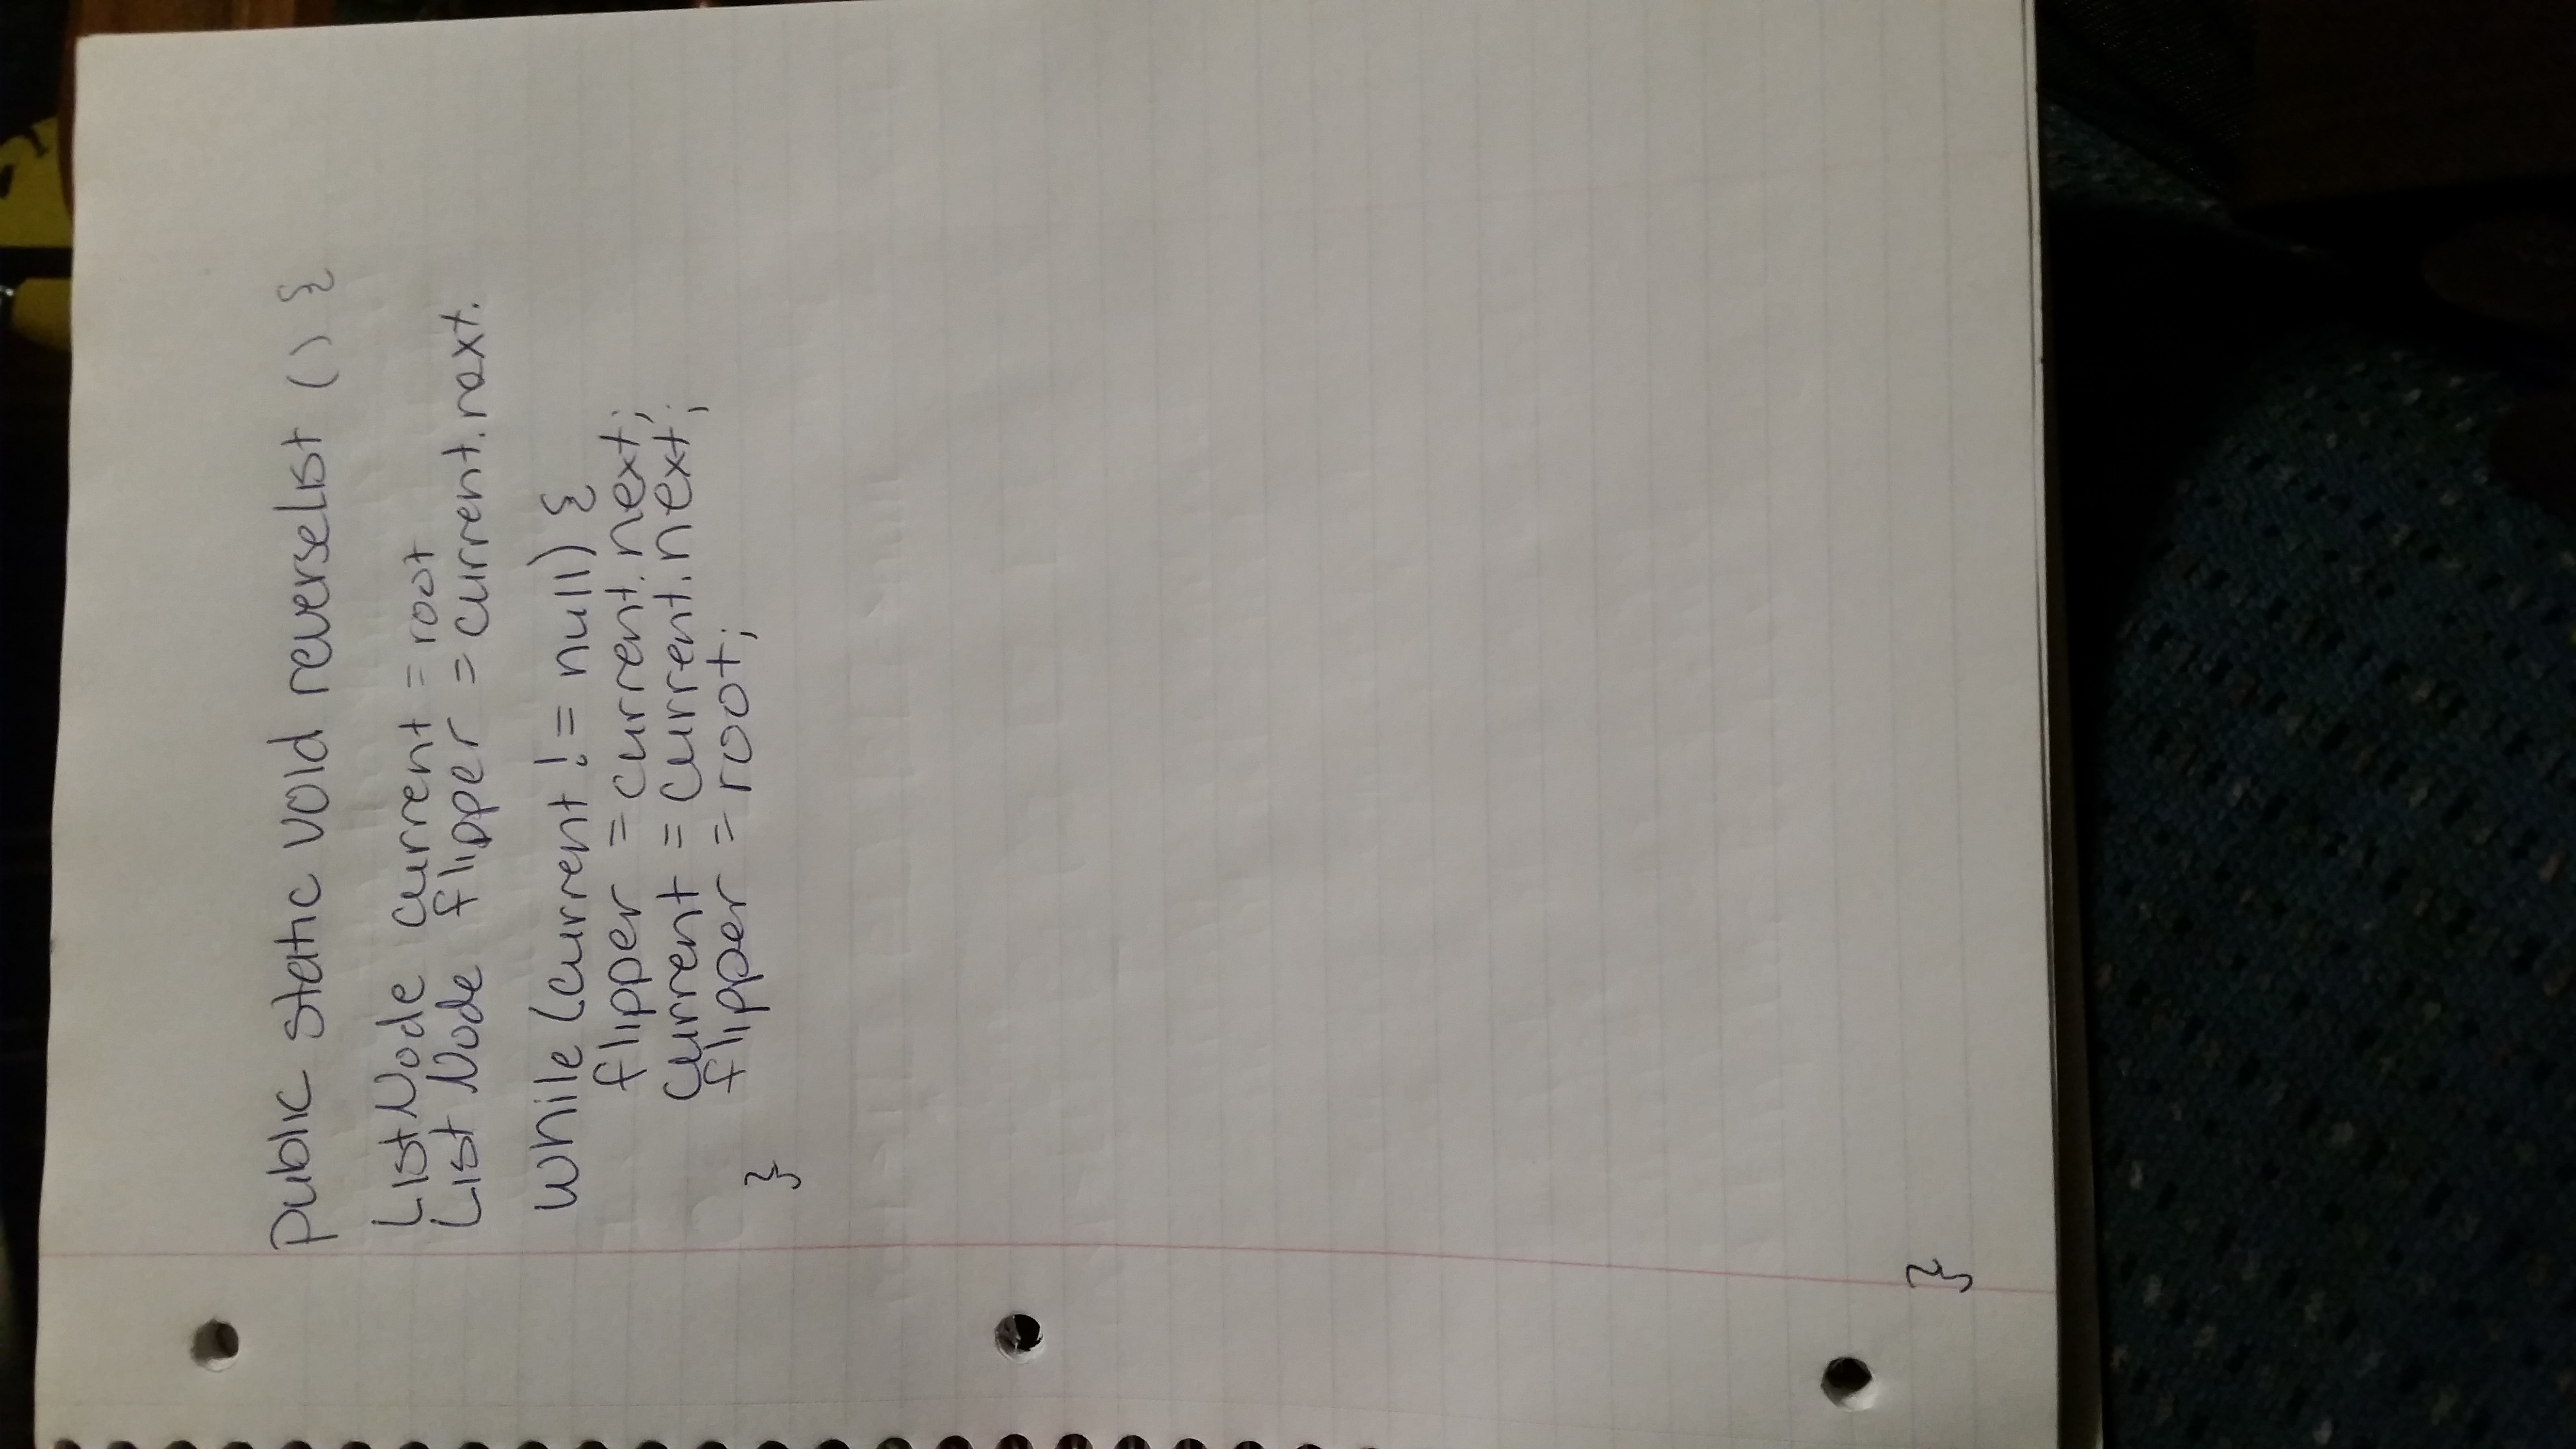 public static void reverselist () {
ListNode current = root
List Node flipper = current.next.
while (current != null) {
flipper = current.next;
current = current.next;
flipper = root;
}
}